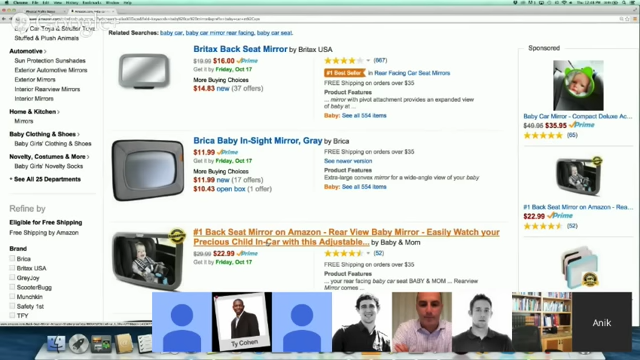 Baby Car Toys & Stroller Toys
Stuffed & Plush Animals
Automotive
Sun Protection Sunshades
Exterior Automotive Mirrors
Exterior Mirrors
Interior Rearview Mirrors
Interior Mirrors
Home & Kitchen
Mirrors
Baby Clothing & Shoes
Baby Girls' Clothing & Shoes
Novelty, Costumes & More
Baby Girls' Novelty Socks
See All 25 Departments
Refine by
Eligible for Free Shipping
Free Shipping by Amazon
Brand
Brica
Britax USA
GreyJoy
ScooterBugg
Munchkin
Safety 1st
TFY
Related Searches: baby car, baby car mirror rear facing, baby car seat.
Britax Back Seat Mirror by Britax USA
$19.99 $16.00 Prime
Get it by Friday, Oct 17
More Buying Choices
$14.83 new (37 offers)
(667)
#1 Best Seller in Rear Facing Car Seat Mirrors
FREE Shipping on orders over $35
Product Features
... mirror with pivot attachment provides an expanded view
of baby at ...
Baby: See all 554 items
Brica Baby In-Sight Mirror, Gray by Brica
$11.99 Prime
Get it by Friday, Oct 17
More Buying Choices
$11.99 new (17 offers)
$10.43 open box (1 offer)
FREE Shipping on orders over $35
See newer version
Product Features
Extra-large convex mirror for a wide-angle view of your baby
Baby: See all 554 items
#1 Back Seat Mirror on Amazon - Rear View Baby Mirror - Easily Watch your
Precious Child In-Car with this Adjustable... by Baby & Mom
$29.99 $22.99 Prime
Get it by Friday, Oct 17
(52)
FREE Shipping on orders over $35
Product Features
... your rear facing baby car seat BABY & MOM ... Rearview
Mirror comes ...
Sponsored
Baby Car Mirror - Compact Deluxe Ac...
$49.95 $35.95 Prime
(65)
#1 Back Seat Mirror on Amazon - Rea...
$22.99 Prime
(52)
Ty Cohen
Anik